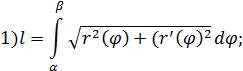 1) l = ∫_α^β √(r²(φ) + (r′(φ)²) dφ;